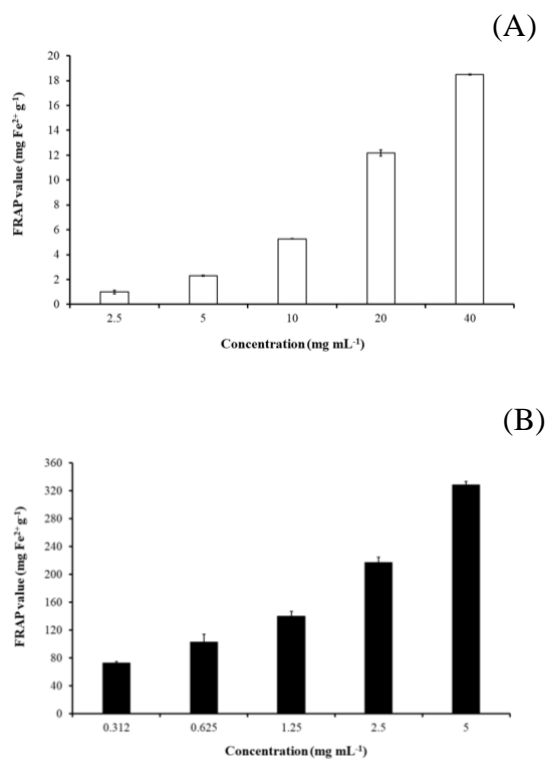 (A)
20
18
16
14
12
10
8
6
4
2
0
FRAP value (mg Fe²⁺ g⁻¹)
2.5 5 10 20 40
Concentration (mg mL⁻¹)
(B)
360
320
280
240
200
160
120
80
40
0
FRAP value (mg Fe²⁺ g⁻¹)
0.312 0.625 1.25 2.5 5
Concentration (mg mL⁻¹)